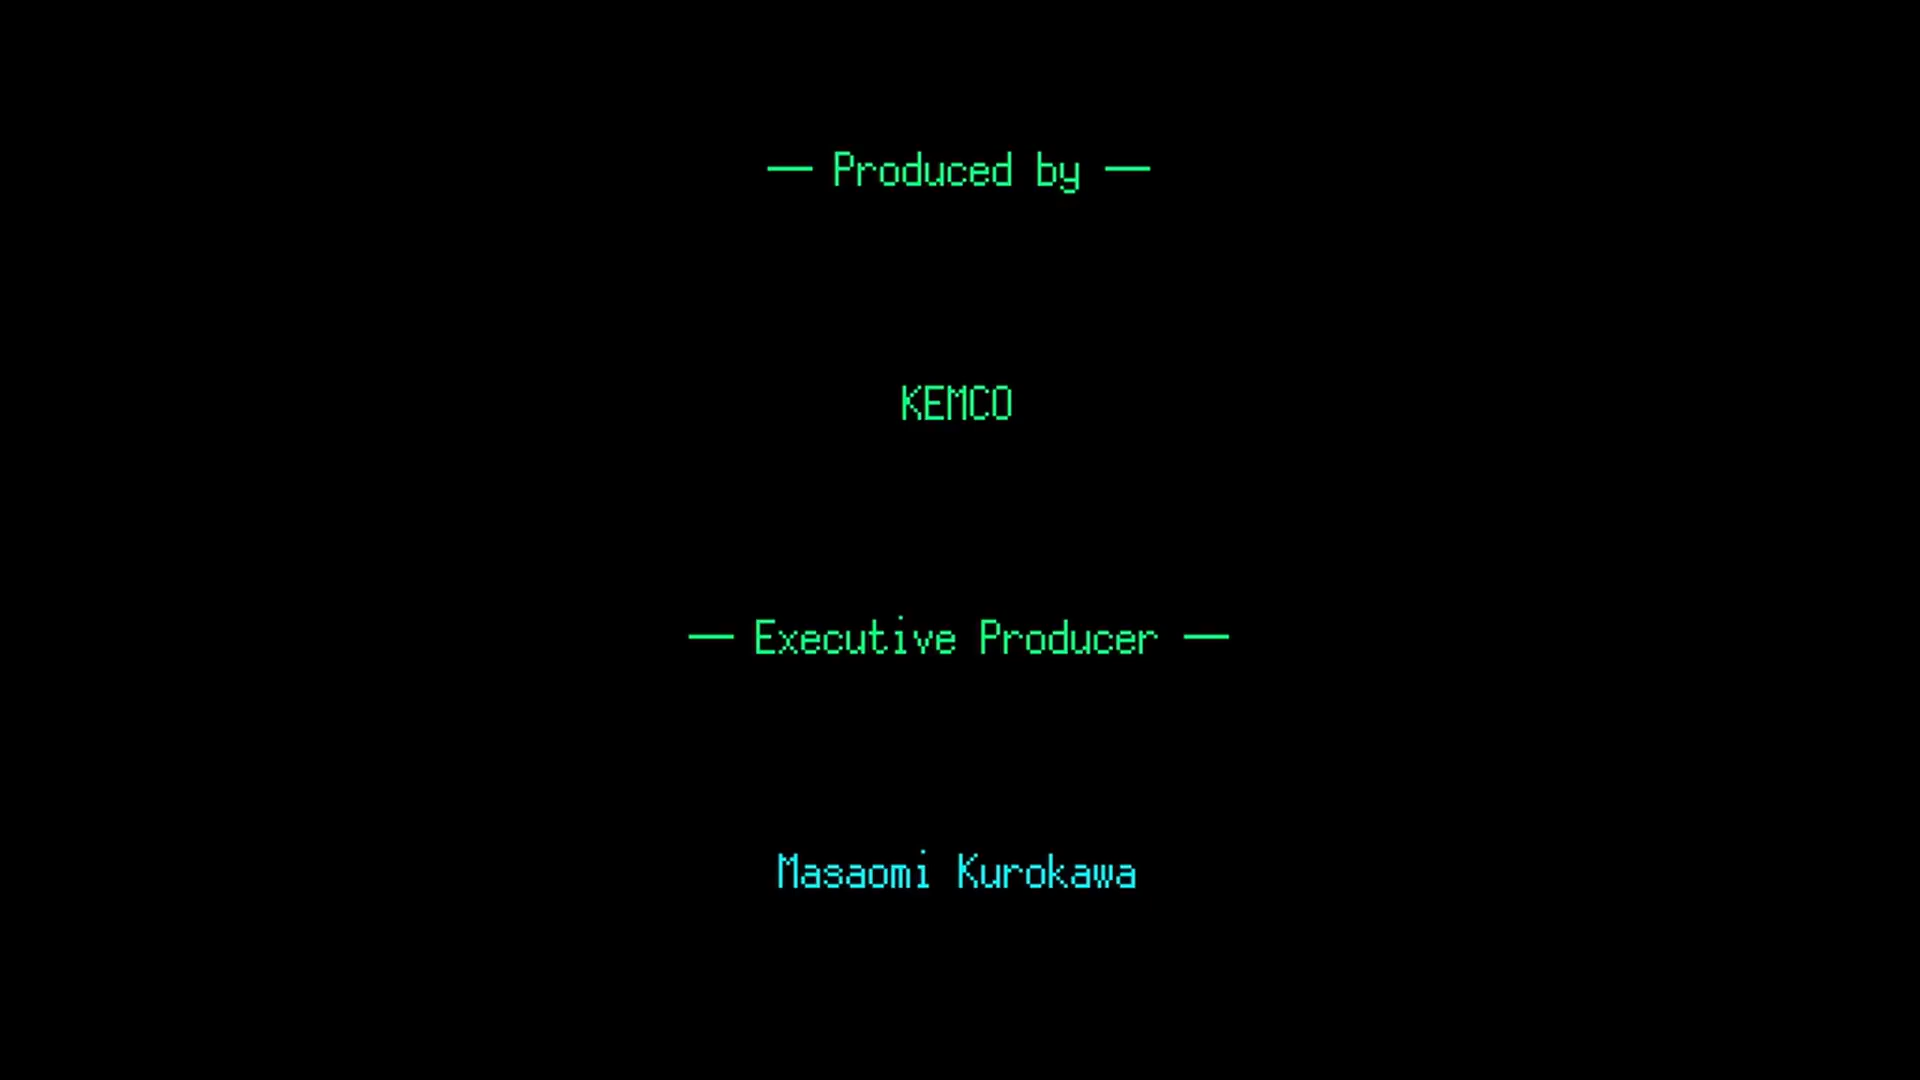 ── Produced by ──
KEMCO
── Executive Producer ──
Masaomi Kurokawa